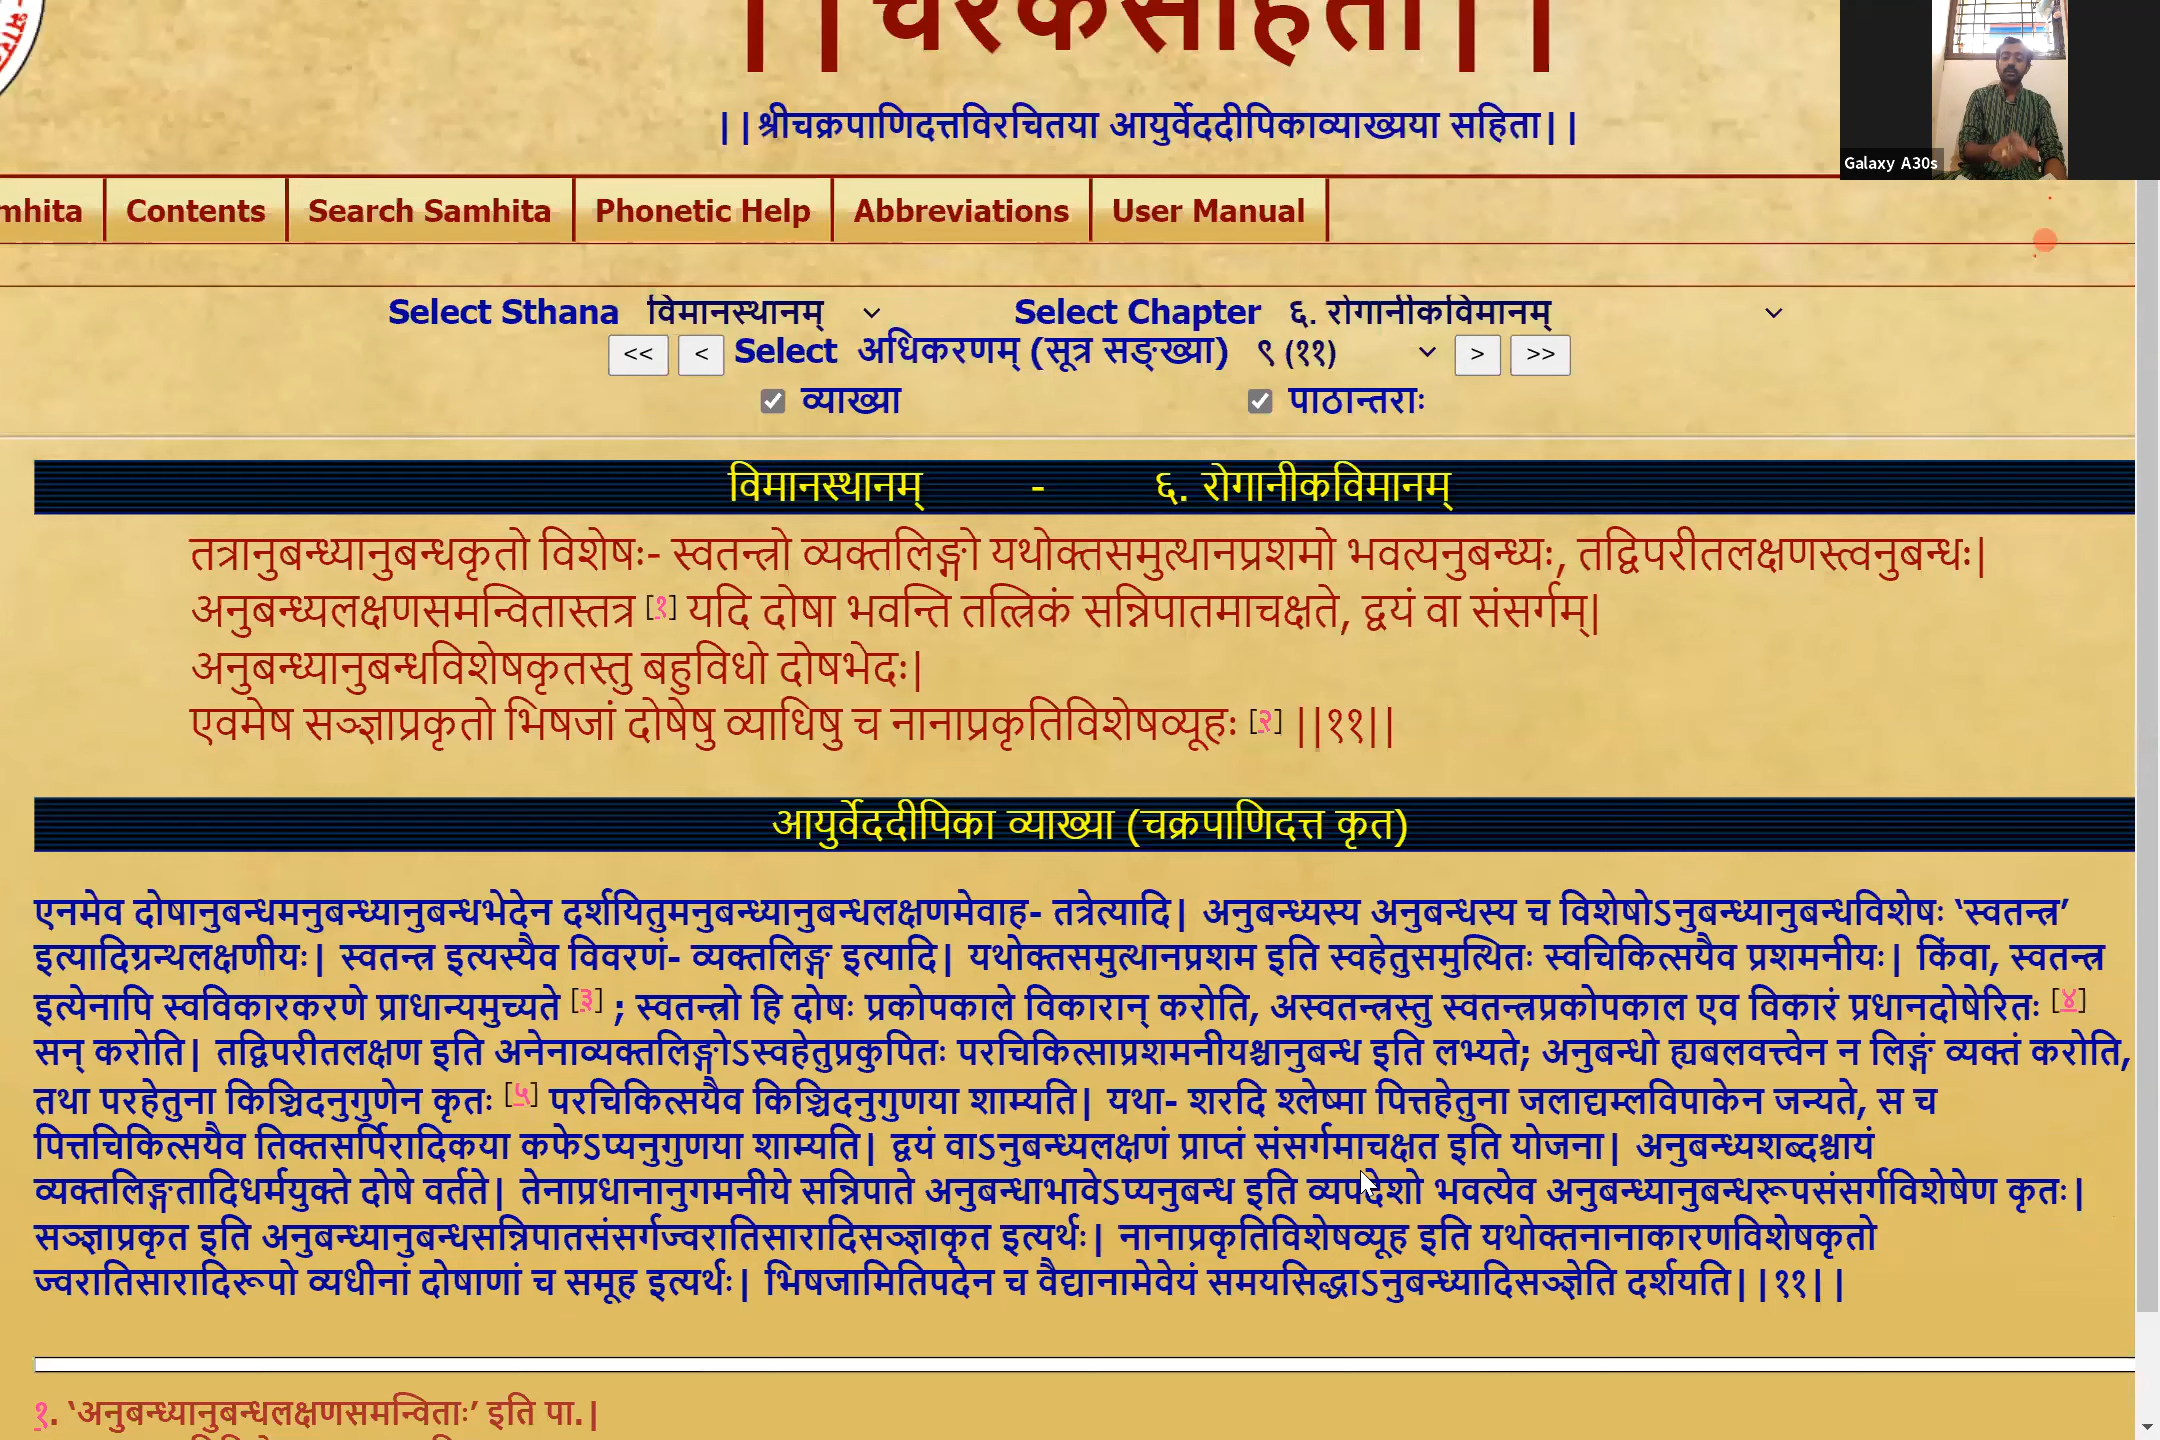 ||चरकसंहिता||
||श्रीचक्रपाणिदत्तविरचितया आयुर्वेददीपिकाव्याख्यया सहिता||
Galaxy A30s
mhita Contents Search Samhita Phonetic Help Abbreviations User Manual
Select Sthana विमानस्थानम् Select Chapter ६. रोगानीकविमानम्
<< < Select अधिकरणम् (सूत्र सङ्ख्या) ९ (११) > >>
व्याख्या पाठान्तराः
विमानस्थानम् - ६. रोगानीकविमानम्
तत्रानुबन्ध्यानुबन्धकृतो विशेषः- स्वतन्त्रो व्यक्तलिङ्गो यथोक्तसमुत्थानप्रशमो भवत्यनुबन्ध्यः, तद्विपरीतलक्षणस्त्वनुबन्धः|
अनुबन्ध्यलक्षणसमन्वितास्तत्र [१] यदि दोषा भवन्ति तत्त्रिकं सन्निपातमाचक्षते, द्वयं वा संसर्गम्|
अनुबन्ध्यानुबन्धविशेषकृतस्तु बहुविधो दोषभेदः|
एवमेष सञ्ज्ञाप्रकृतो भिषजां दोषेषु व्याधिषु च नानाप्रकृतिविशेषव्यूहः [२] ||११||
आयुर्वेददीपिका व्याख्या (चक्रपाणिदत्त कृत)
एनमेव दोषानुबन्धमनुबन्ध्यानुबन्धभेदेन दर्शयितुमनुबन्ध्यानुबन्धलक्षणमेवाह- तत्रेत्यादि| अनुबन्ध्यस्य अनुबन्धस्य च विशेषोऽनुबन्ध्यानुबन्धविशेषः ‘स्वतन्त्र’
इत्यादिग्रन्थलक्षणीयः| स्वतन्त्र इत्यस्यैव विवरणं- व्यक्तलिङ्ग इत्यादि| यथोक्तसमुत्थानप्रशम इति स्वहेतुसमुत्थितः स्वचिकित्सयैव प्रशमनीयः| किंवा, स्वतन्त्र
इत्येनापि स्वविकारकरणे प्राधान्यमुच्यते [३] ; स्वतन्त्रो हि दोषः प्रकोपकाले विकारान् करोति, अस्वतन्त्रस्तु स्वतन्त्रप्रकोपकाल एव विकारं प्रधानदोषेरितः [४]
सन् करोति| तद्विपरीतलक्षण इति अनेनाव्यक्तलिङ्गोऽस्वहेतुप्रकुपितः परचिकित्साप्रशमनीयश्चानुबन्ध इति लभ्यते; अनुबन्धो ह्यबलवत्त्वेन न लिङ्गं व्यक्तं करोति,
तथा परहेतुना किञ्चिदनुगुणेन कृतः [५] परचिकित्सयैव किञ्चिदनुगुणया शाम्यति| यथा- शरदि श्लेष्मा पित्तहेतुना जलाद्यम्लविपाकेन जन्यते, स च
पित्तचिकित्सयैव तिक्तसर्पिरादिकया कफेऽप्यनुगुणया शाम्यति| द्वयं वाऽनुबन्ध्यलक्षणं प्राप्तं संसर्गमाचक्षत इति योजना| अनुबन्ध्यशब्दश्चायं
व्यक्तलिङ्गतादिधर्मयुक्ते दोषे वर्तते| तेनाप्रधानानुगमनीये सन्निपाते अनुबन्धाभावेऽप्यनुबन्ध इति व्यपदेशो भवत्येव अनुबन्ध्यानुबन्धरूपसंसर्गविशेषेण कृतः|
सञ्ज्ञाप्रकृत इति अनुबन्ध्यानुबन्धसन्निपातसंसर्गज्वरातिसारादिसञ्ज्ञाकृत इत्यर्थः| नानाप्रकृतिविशेषव्यूह इति यथोक्तनानाकारणविशेषकृतो
ज्वरातिसारादिरूपो व्यधीनां दोषाणां च समूह इत्यर्थः| भिषजामितिपदेन च वैद्यानामेवेयं समयसिद्धाऽनुबन्ध्यादिसञ्ज्ञेति दर्शयति||११||
१. ‘अनुबन्ध्यानुबन्धलक्षणसमन्विताः’ इति पा.|